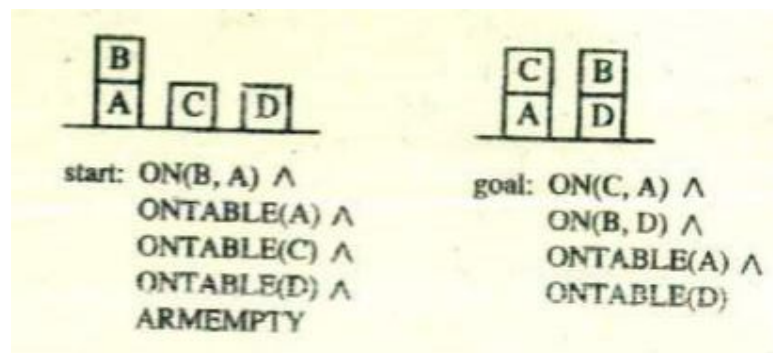 B
A C D
start: ON(B, A) ∧
ONTABLE(A) ∧
ONTABLE(C) ∧
ONTABLE(D) ∧
ARMEMPTY
C B
A D
goal: ON(C, A) ∧
ON(B, D) ∧
ONTABLE(A) ∧
ONTABLE(D)